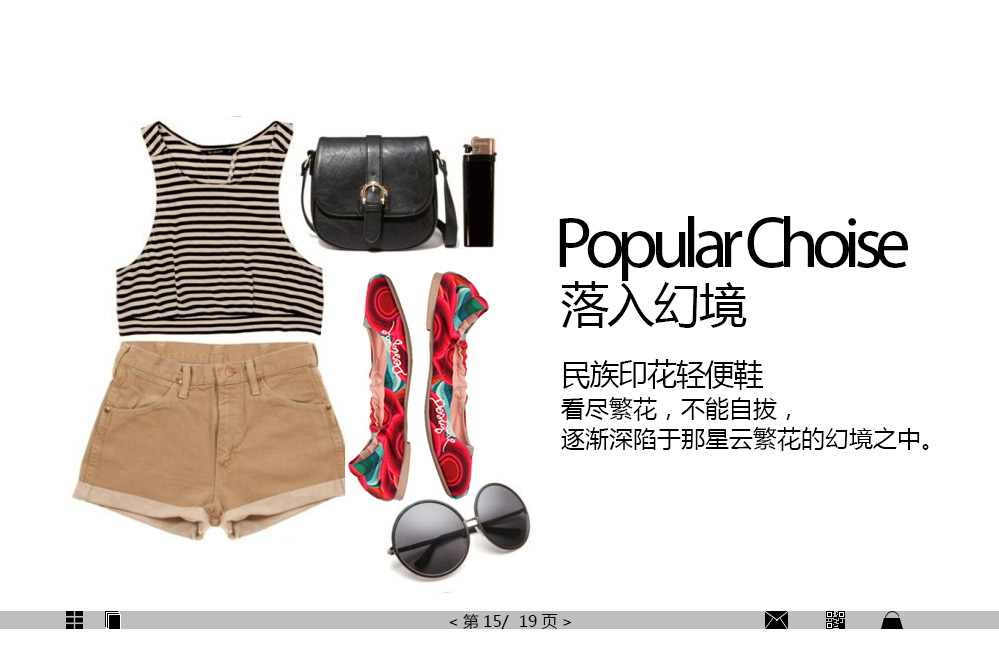 Popular Choise
落入幻境
民族印花轻便鞋
看尽繁花，不能自拔，
逐渐深陷于那星云繁花的幻境之中。
Desigual
Desigual
< 第 15/ 19 页 >